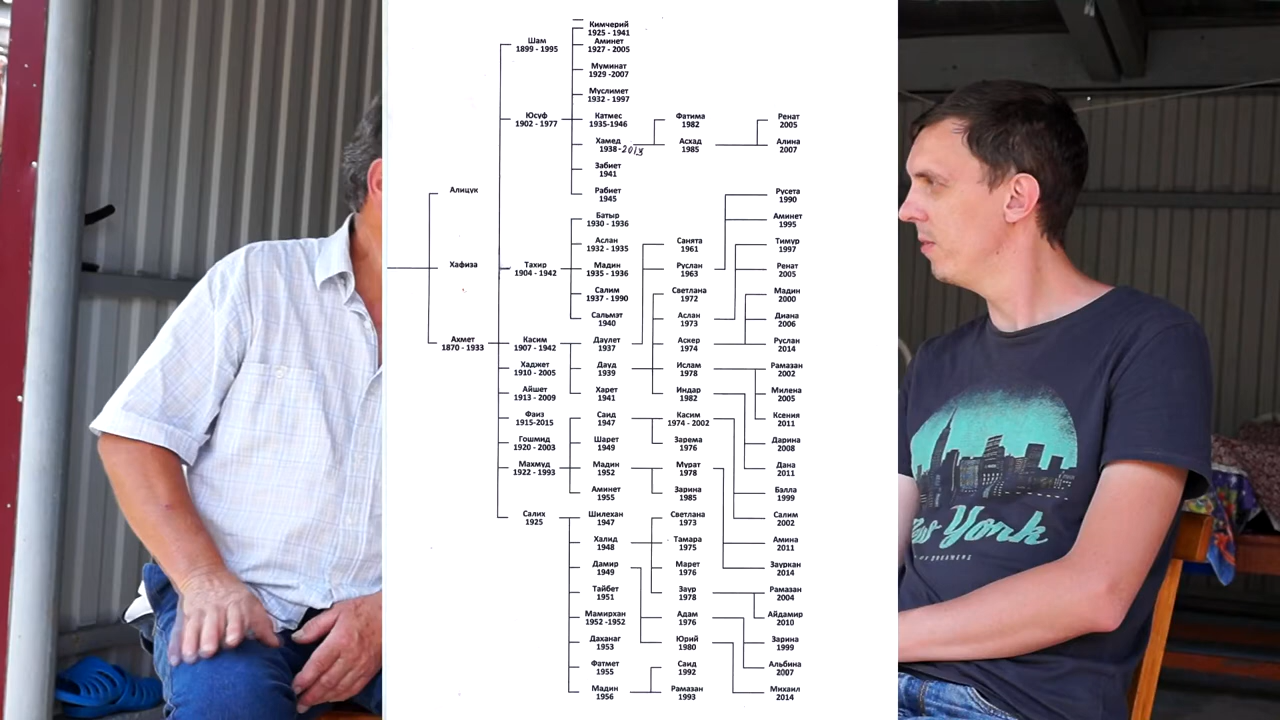 Алицук
Хафиза
Ахмет
1870 - 1933
Шам
1899 - 1995
Юсуф
1902 - 1977
Тахир
1904 - 1942
Касим
1907 - 1942
Хаджет
1910 - 2005
Айшет
1913 - 2009
Фаиз
1915-2015
Гошмид
1920 - 2003
Махмуд
1922 - 1993
Салих
1925
Кимчерий
1925 - 1941
Аминет
1927 - 2005
Муминат
1929 -2007
Муслимет
1932 - 1997
Катмес
1935-1946
Хамед
1938-2013
Забиет
1941
Рабиет
1945
Батыр
1930 - 1936
Аслан
1932 - 1935
Мадин
1935 - 1936
Салим
1937 - 1990
Сальмэт
1940
Даулет
1937
Дауд
1939
Харет
1941
Саид
1947
Шарет
1949
Мадин
1952
Аминет
1955
Шилехан
1947
Халид
1948
Дамир
1949
Тайбет
1951
Мамирхан
1952 -1952
Даханаг
1953
Фатмет
1955
Мадин
1956
Фатима
1982
Асхад
1985
Санята
1961
Руслан
1963
Светлана
1972
Аслан
1973
Аскер
1974
Ислам
1978
Индар
1982
Касим
1974 - 2002
Зарема
1976
Мурат
1978
Зарина
1985
Светлана
1973
Тамара
1975
Марет
1976
Заур
1978
Адам
1976
Юрий
1980
Саид
1992
Рамазан
1993
Ренат
2005
Алина
2007
Русета
1990
Аминет
1995
Тимур
1997
Ренат
2005
Мадин
2000
Диана
2006
Руслан
2014
Рамазан
2002
Милена
2005
Ксения
2011
Дарина
2008
Дана
2011
Бэлла
1999
Салим
2002
Амина
2011
Зауркан
2014
Рамазан
2004
Айдамир
2010
Зарина
1999
Альбина
2007
Михаил
2014
New York
OF DREAMERS